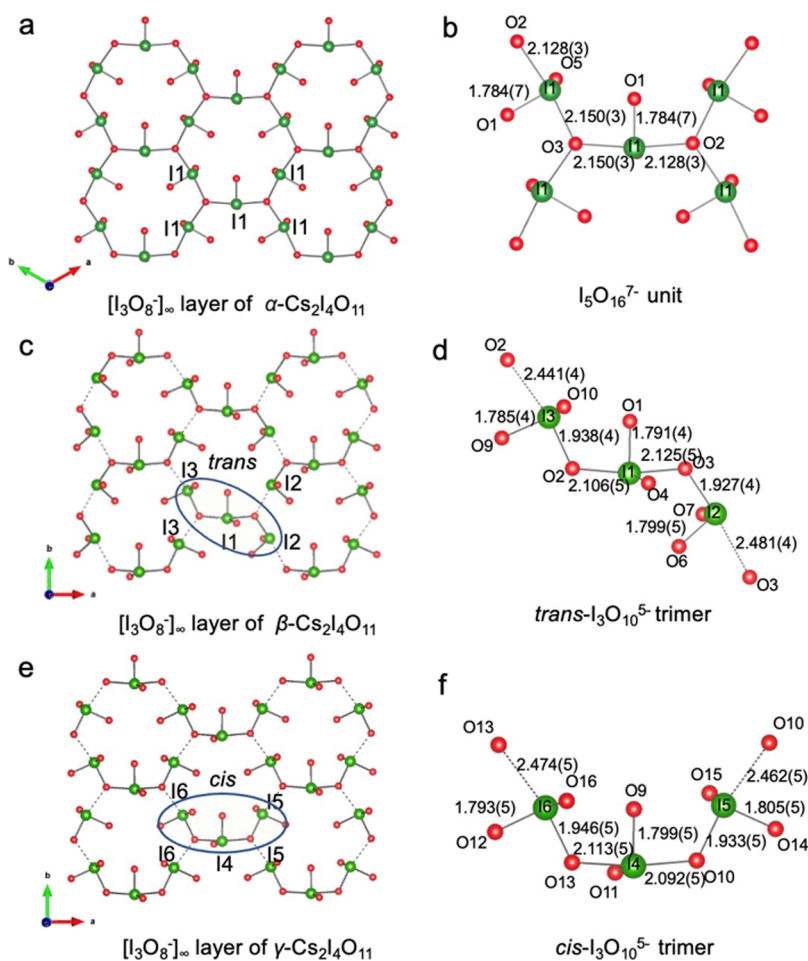 a
I1
I1
I1
I1
I1
b
a
[I₃O₈⁻]∞ layer of α-Cs₂I₄O₁₁
b
O2
2.128(3)
O5
I1
1.784(7)
O1
O1
1.784(7)
I1
2.150(3)
O3
I1
O2
2.150(3)
2.128(3)
I1
I1
I₅O₁₆⁷⁻ unit
c
trans
I3
I2
I3
I1
I2
b
a
[I₃O₈⁻]∞ layer of β-Cs₂I₄O₁₁
d
O2
2.441(4)
O10
I3
1.785(4)
O9
O1
1.791(4)
1.938(4)
2.125(5)
O3
O2
I1
2.106(5)
O4
1.927(4)
O7
I2
1.799(5)
O6
2.481(4)
O3
trans-I₃O₁₀⁵⁻ trimer
e
cis
I6
I5
I6
I4
I5
b
a
[I₃O₈⁻]∞ layer of γ-Cs₂I₄O₁₁
f
O13
O10
2.474(5)
2.462(5)
O16
O15
1.793(5)
I6
O9
I5
1.805(5)
O12
1.946(5)
1.799(5)
1.933(5)
O14
2.113(5)
O13
I4
O10
O11
2.092(5)
cis-I₃O₁₀⁵⁻ trimer